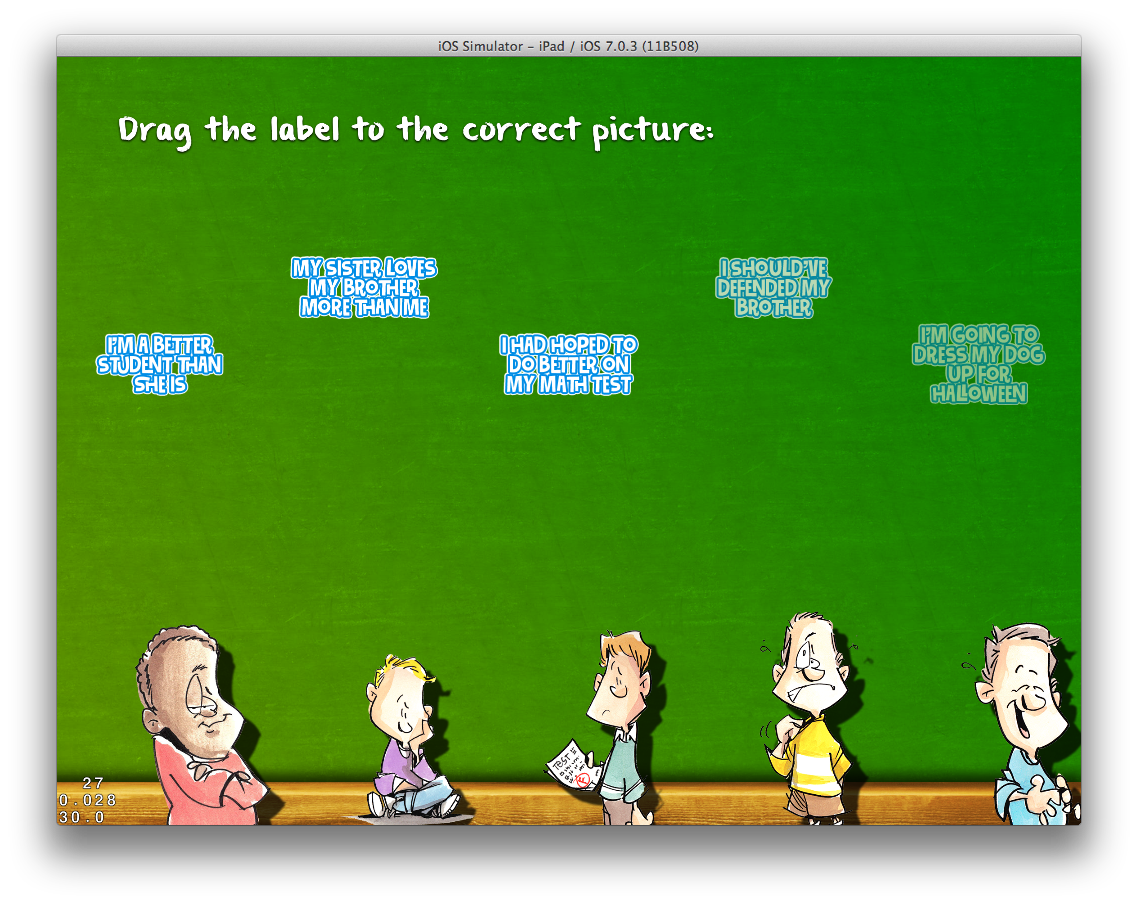 iOS Simulator – iPad / iOS 7.0.3 (11B508)
Drag the label to the correct picture:
MY SISTER LOVES
MY BROTHER
MORE THAN ME
I SHOULD'VE
DEFENDED MY
BROTHER
I'M A BETTER
STUDENT THAN
SHE IS
I HAD HOPED TO
DO BETTER ON
MY MATH TEST
I'M GOING TO
DRESS MY DOG
UP FOR
HALLOWEEN
TEST
27
0.028
30.0